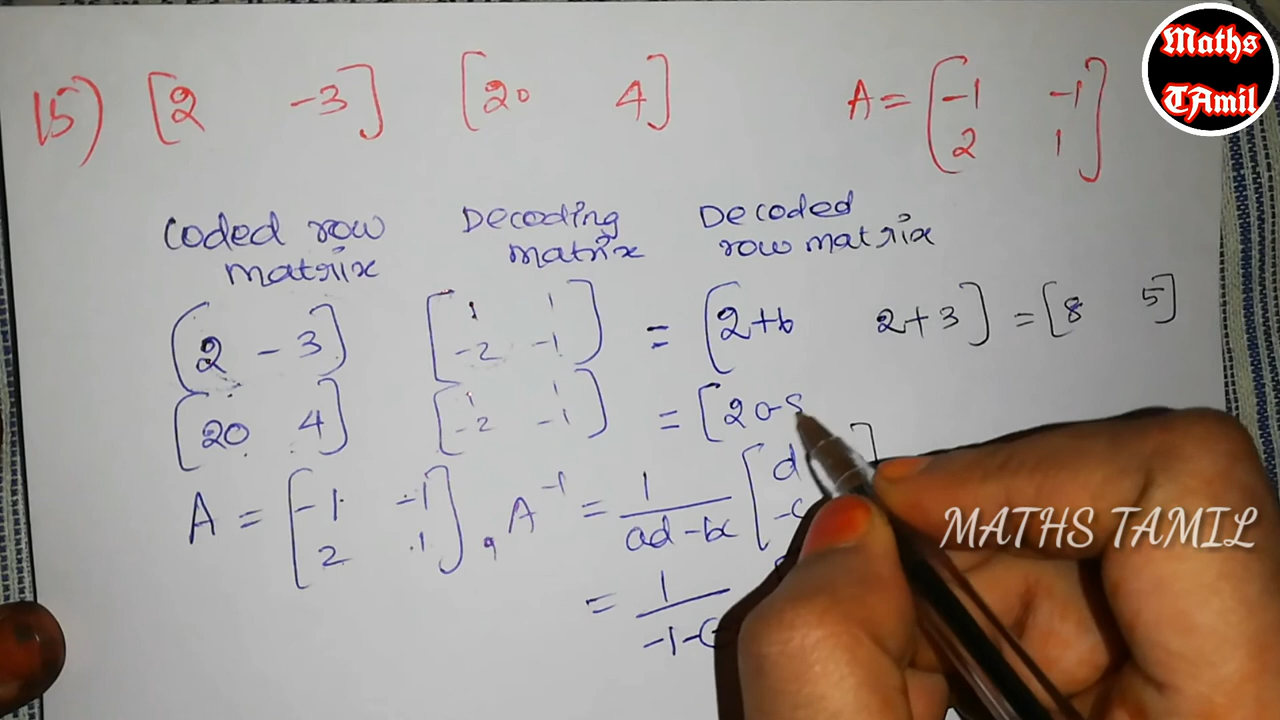 Maths
TAmil
15) [2 -3] [20 4] A = [-1 -1
2 1]
Coded row matrix
Decoding matrix
Decoded row matrix
[2 -3] [1 1
-2 -1] = [2+6 2+3] = [8 5]
[20 4] [1 1
-2 -1] = [20-8
A = [-1 -1
2 1], A⁻¹ = 1/(ad-bc) [d
-c
= 1/-1-(
MATHS TAMIL